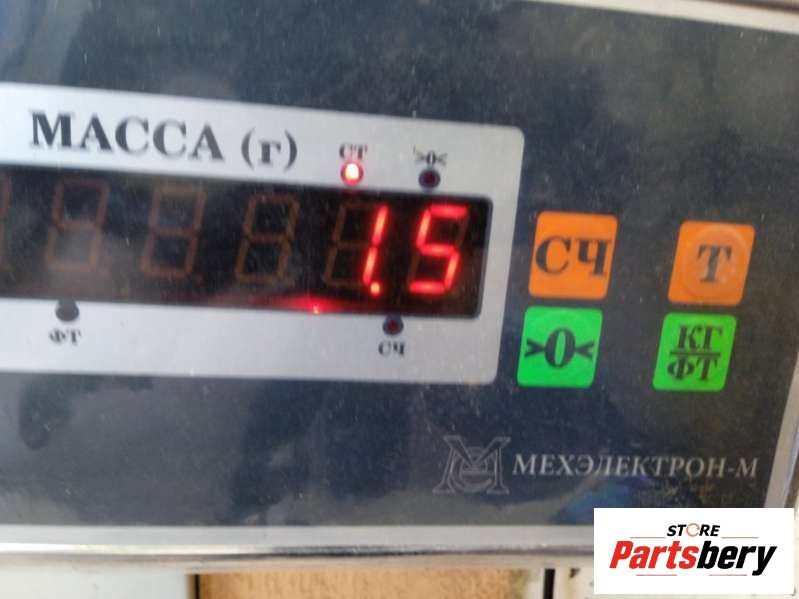 МАССА (г)
СТ
>0<
1.5
ФТ
СЧ
СЧ
Т
>0<
КГ
ФТ
МЕХЭЛЕКТРОН-М
STORE
Partsbery